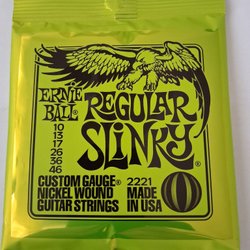 ERNIE BALL
REGULAR SLINKY
10
13
17
26
36
46
CUSTOM GAUGE®
NICKEL WOUND
GUITAR STRINGS
2221
MADE
IN USA